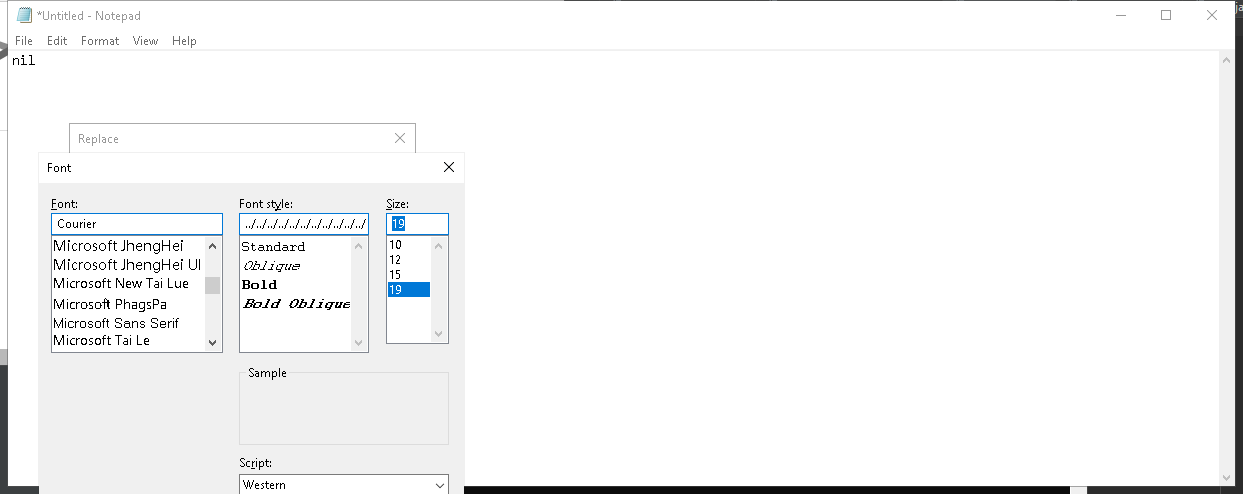 *Untitled - Notepad
File Edit Format View Help
nil
Replace
Font
Font:
Font style:
Size:
Courier
../../../../../../../../../../../
19
Microsoft JhengHei
Microsoft JhengHei UI
Microsoft New Tai Lue
Microsoft PhagsPa
Microsoft Sans Serif
Microsoft Tai Le
Standard
Oblique
Bold
Bold Oblique
10
12
15
19
Sample
Script:
Western